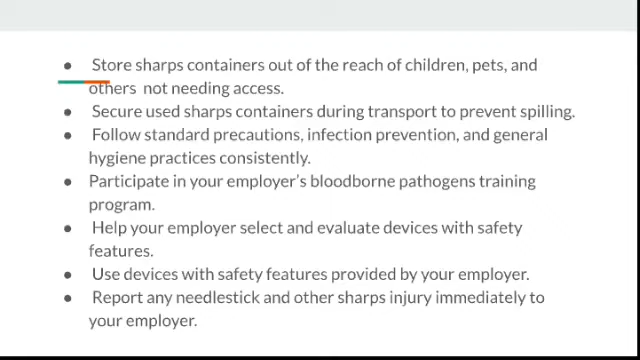 ● Store sharps containers out of the reach of children, pets, and
others not needing access.
● Secure used sharps containers during transport to prevent spilling.
● Follow standard precautions, infection prevention, and general
hygiene practices consistently.
● Participate in your employer’s bloodborne pathogens training
program.
● Help your employer select and evaluate devices with safety
features.
● Use devices with safety features provided by your employer.
● Report any needlestick and other sharps injury immediately to
your employer.